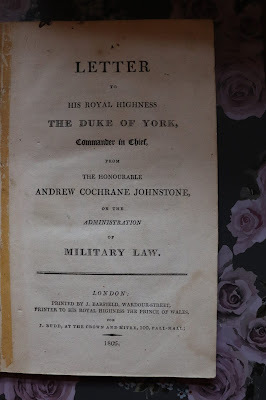 A
LETTER
TO
HIS ROYAL HIGHNESS
THE DUKE OF YORK,
Commander in Chief,
FROM
THE HONOURABLE
ANDREW COCHRANE JOHNSTONE,
ON THE
ADMINISTRATION
OF
MILITARY LAW.
LONDON;
PRINTED BY J. BARFIELD, WARDOUR-STREET,
PRINTER TO HIS ROYAL HIGHNESS THE PRINCE OF WALES,
FOR
J. BUDD, AT THE CROWN AND MITRE, 100, PALL-MALL;
1809.